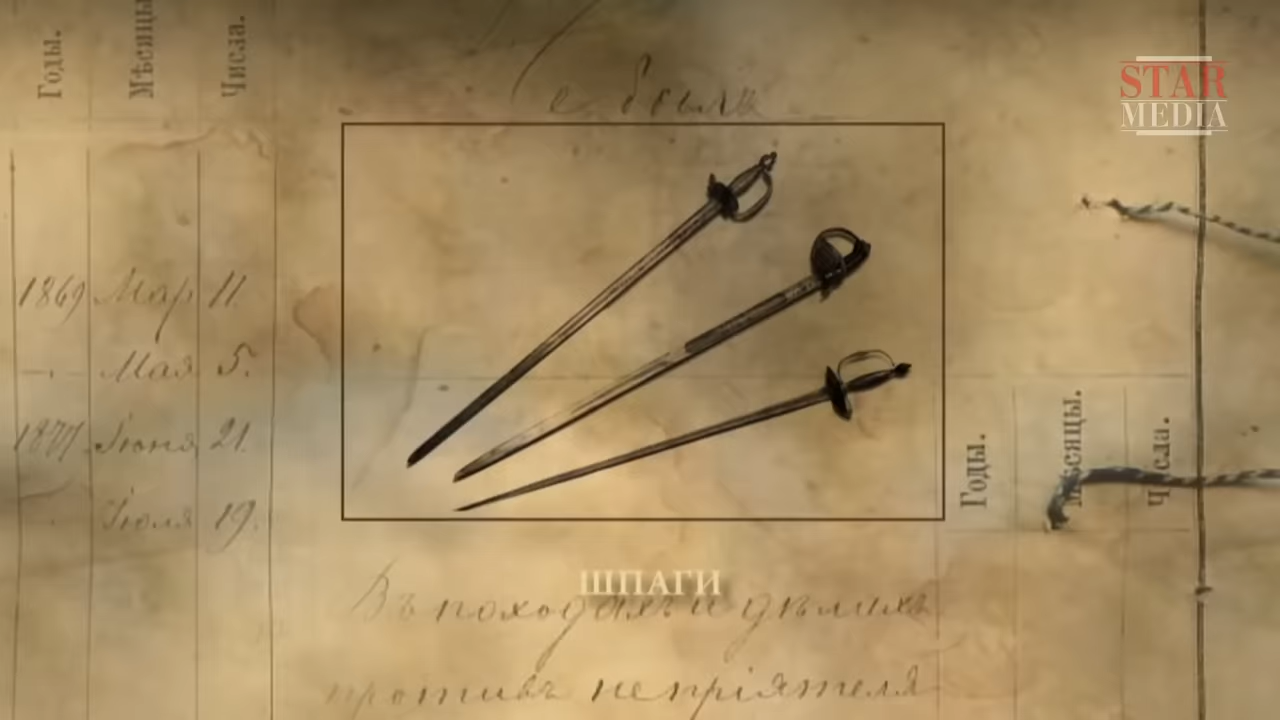 Годы.
Мѣсяцы
Числа.
STAR
MEDIA
1869 Мар 11.
Мая 5.
1877 Іюня 21.
Іюля 19.
Годы.
Мѣсяцы.
Числа.
ШПАГИ
Въ походахъ и дѣлахъ
противъ непріятеля